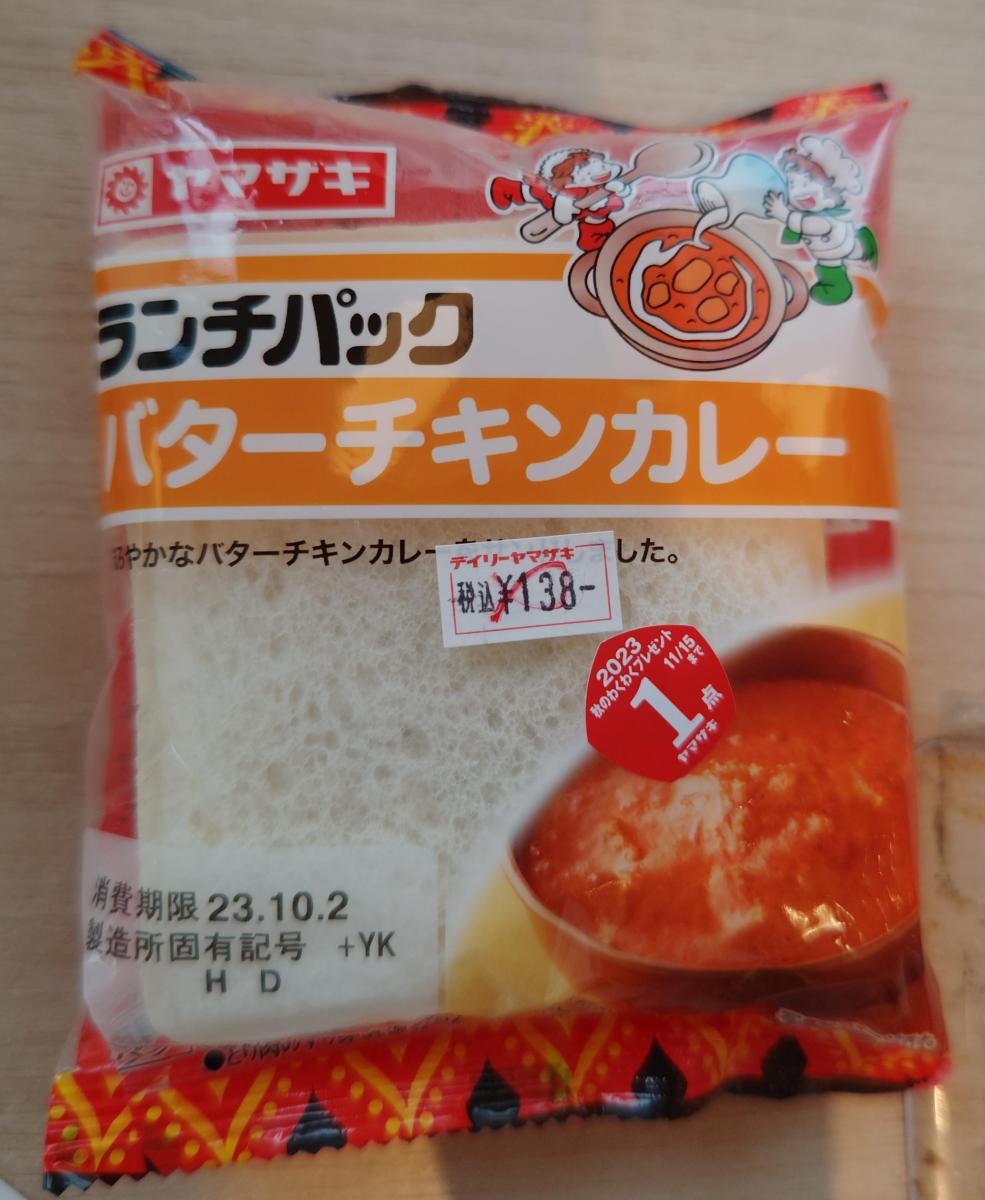 ヤマザキ
ランチパック
バターチキンカレー
ろやかなバターチキンカレー
した。
デイリーヤマザキ
税込¥138-
2023
秋のわくわくプレゼント
11/15
まで
1点
ヤマザキ
消費期限 23.10.2
製造所固有記号 +YK
H D